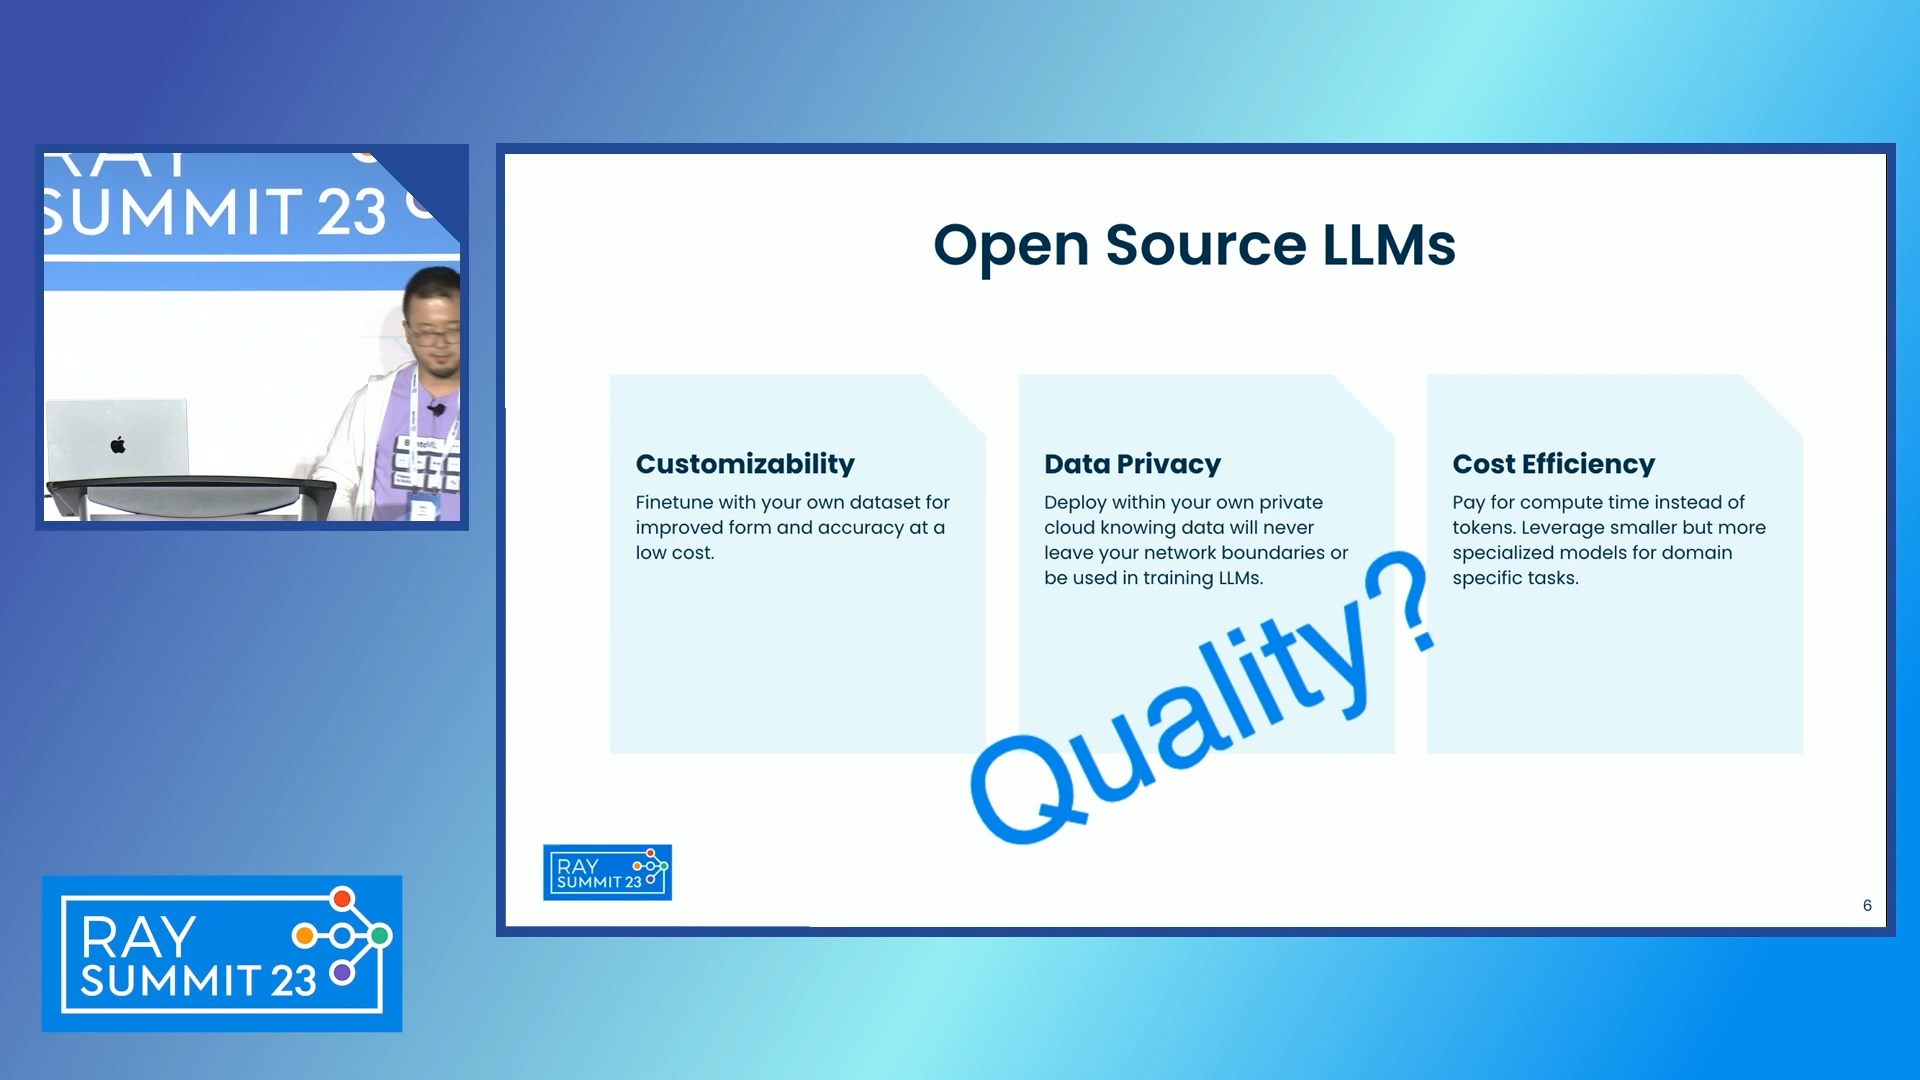 RAY
SUMMIT 23
Open Source LLMs
Customizability
Finetune with your own dataset for
improved form and accuracy at a
low cost.
Data Privacy
Deploy within your own private
cloud knowing data will never
leave your network boundaries or
be used in training LLMs.
Cost Efficiency
Pay for compute time instead of
tokens. Leverage smaller but more
specialized models for domain
specific tasks.
Quality?
RAY
SUMMIT 23
6
RAY
SUMMIT 23